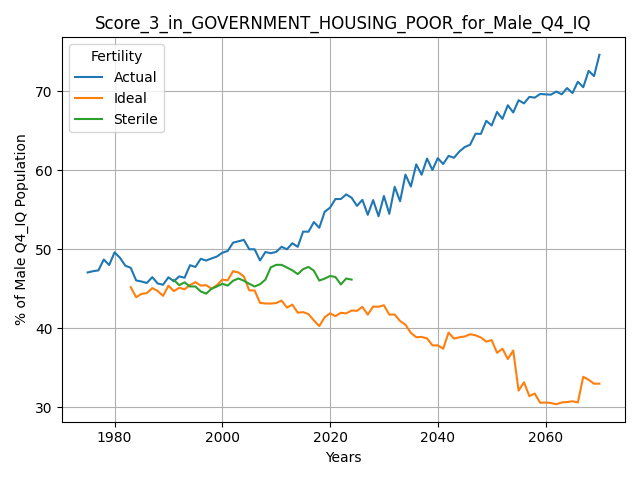 Score_3_in_GOVERNMENT_HOUSING_POOR_for_Male_Q4_IQ
Fertility
Actual
Ideal
Sterile
% of Male Q4_IQ Population
70
60
50
40
30
1980
2000
2020
2040
2060
Years